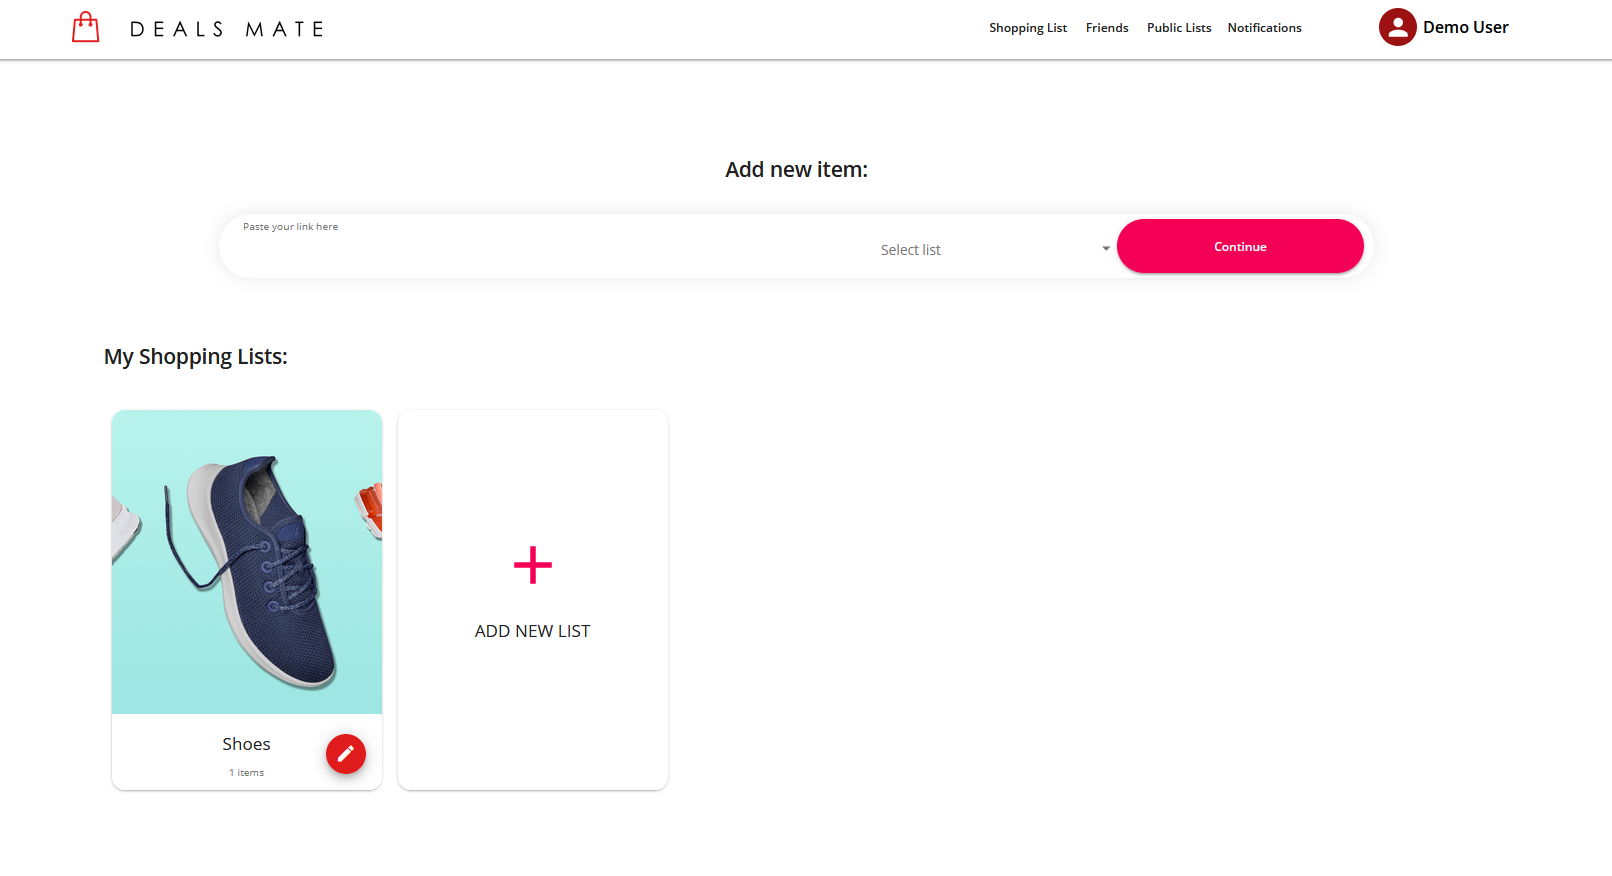 DEALS MATE
Shopping List
Friends
Public Lists
Notifications
Demo User
Add new item:
Paste your link here
Select list
Continue
My Shopping Lists:
ADD NEW LIST
Shoes
1 items